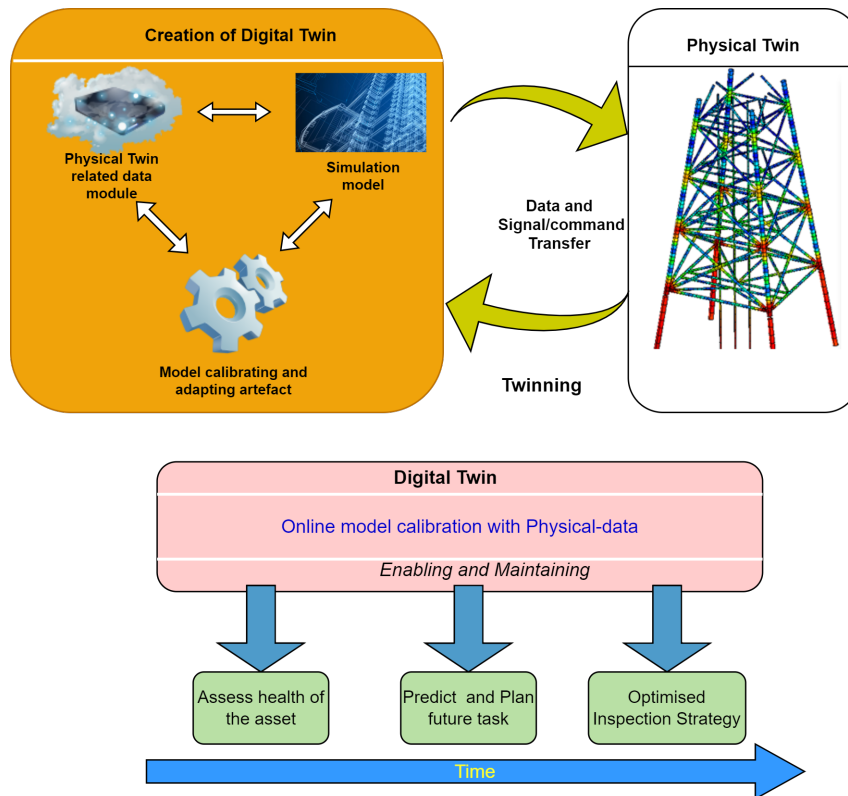 Creation of Digital Twin
Physical Twin
related data
module
Simulation
model
Model calibrating and
adapting artefact
Data and
Signal/command
Transfer
Twinning
Physical Twin
Digital Twin
Online model calibration with Physical-data
Enabling and Maintaining
Assess health of
the asset
Predict and Plan
future task
Optimised
Inspection Strategy
Time